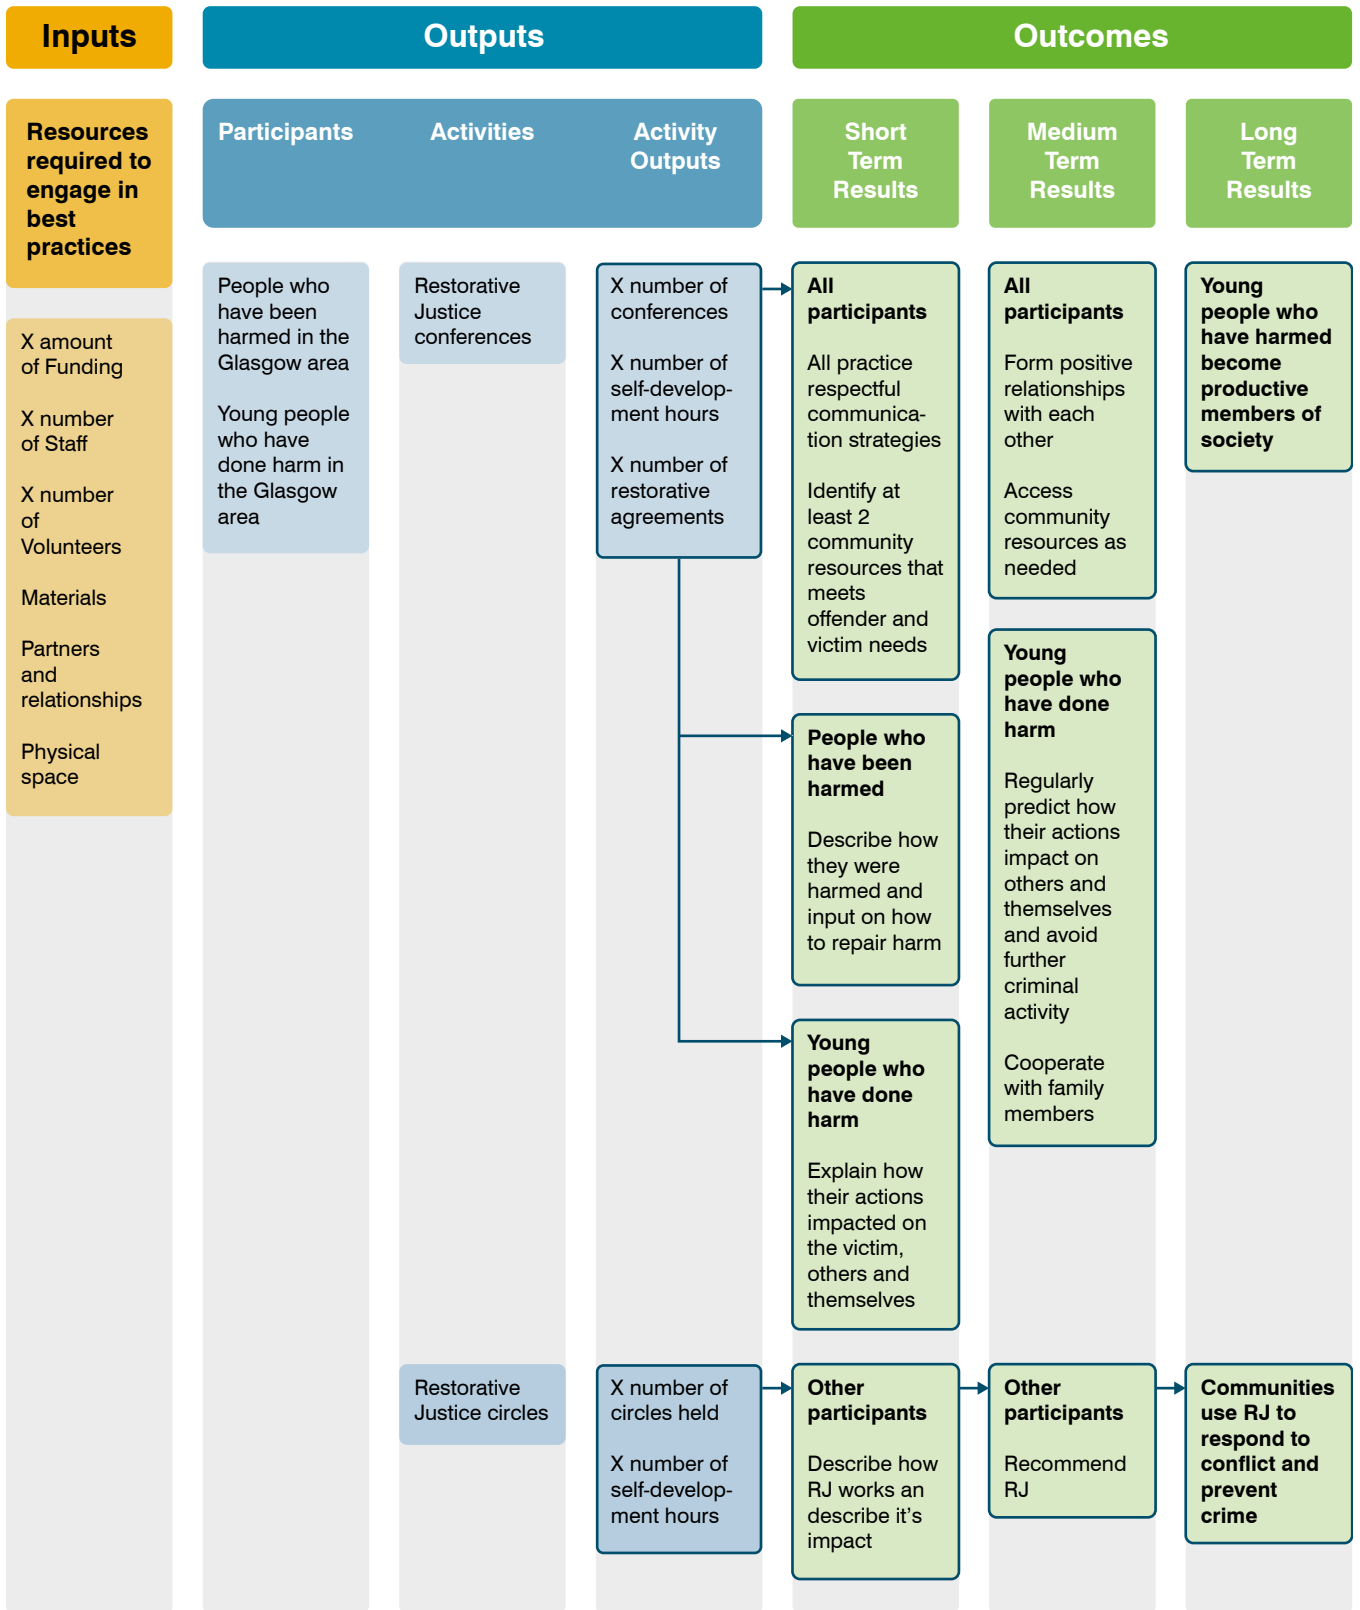 Inputs
Outputs
Outcomes
Resources
required to
engage in
best
practices
Participants
Activities
Activity
Outputs
Short
Term
Results
Medium
Term
Results
Long
Term
Results
X amount
of Funding
X number
of Staff
X number
of
Volunteers
Materials
Partners
and
relationships
Physical
space
People who
have been
harmed in the
Glasgow area
Young people
who have
done harm in
the Glasgow
area
Restorative
Justice
conferences
X number of
conferences
X number of
self-develop-
ment hours
X number of
restorative
agreements
All
participants
All practice
respectful
communica-
tion strategies
Identify at
least 2
community
resources that
meets
offender and
victim needs
People who
have been
harmed
Describe how
they were
harmed and
input on how
to repair harm
Young
people who
have done
harm
Explain how
their actions
impacted on
the victim,
others and
themselves
All
participants
Form positive
relationships
with each
other
Access
community
resources as
needed
Young
people who
have done
harm
Regularly
predict how
their actions
impact on
others and
themselves
and avoid
further
criminal
activity
Cooperate
with family
members
Young
people who
have harmed
become
productive
members of
society
Restorative
Justice circles
X number of
circles held
X number of
self-develop-
ment hours
Other
participants
Describe how
RJ works an
describe it's
impact
Other
participants
Recommend
RJ
Communities
use RJ to
respond to
conflict and
prevent
crime